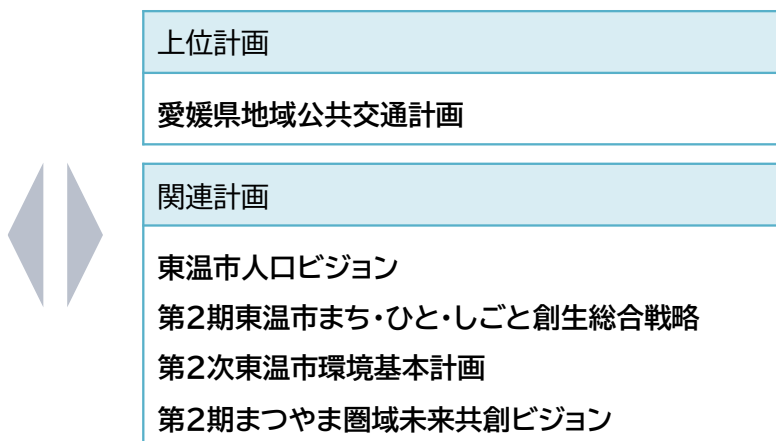 上位計画
愛媛県地域公共交通計画
関連計画
東温市人口ビジョン
第2期東温市まち・ひと・しごと創生総合戦略
第2次東温市環境基本計画
第2期まつやま圏域未来共創ビジョン